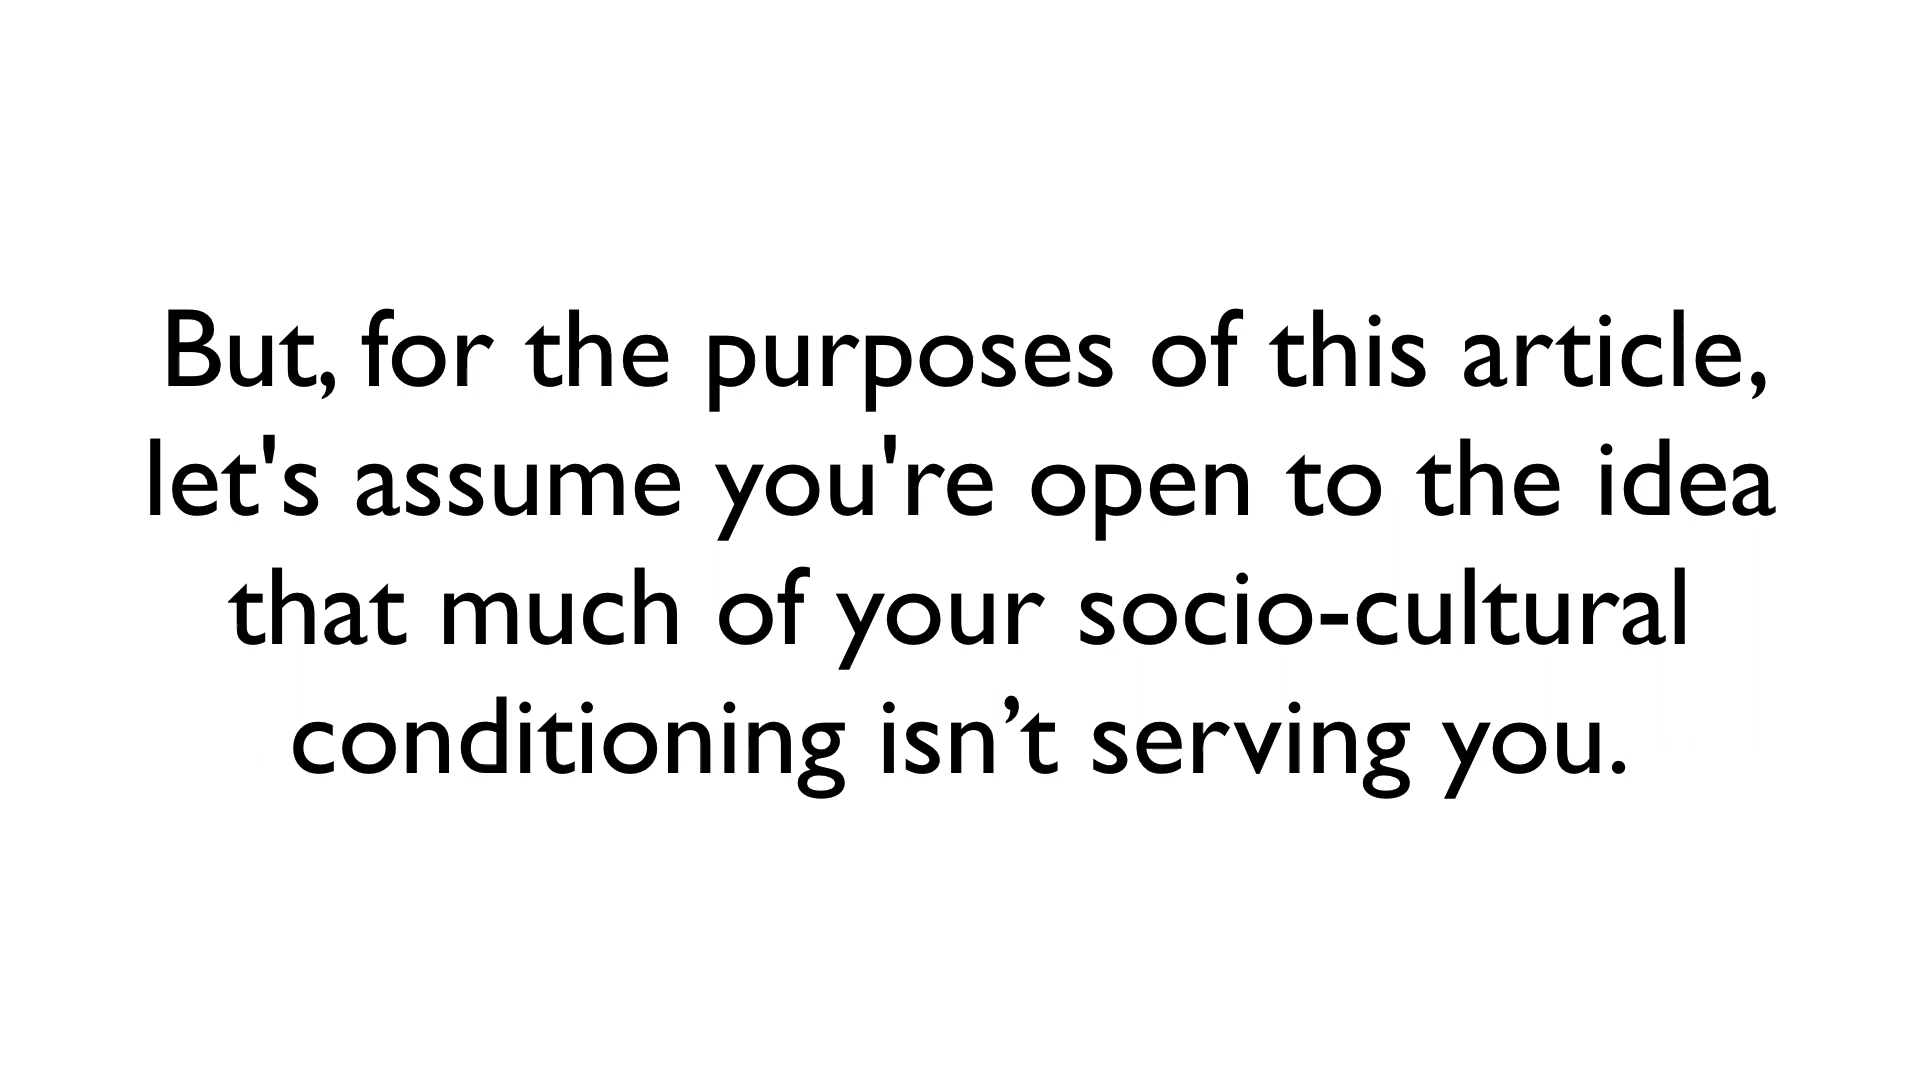 But, for the purposes of this article,
let's assume you're open to the idea
that much of your socio-cultural
conditioning isn’t serving you.